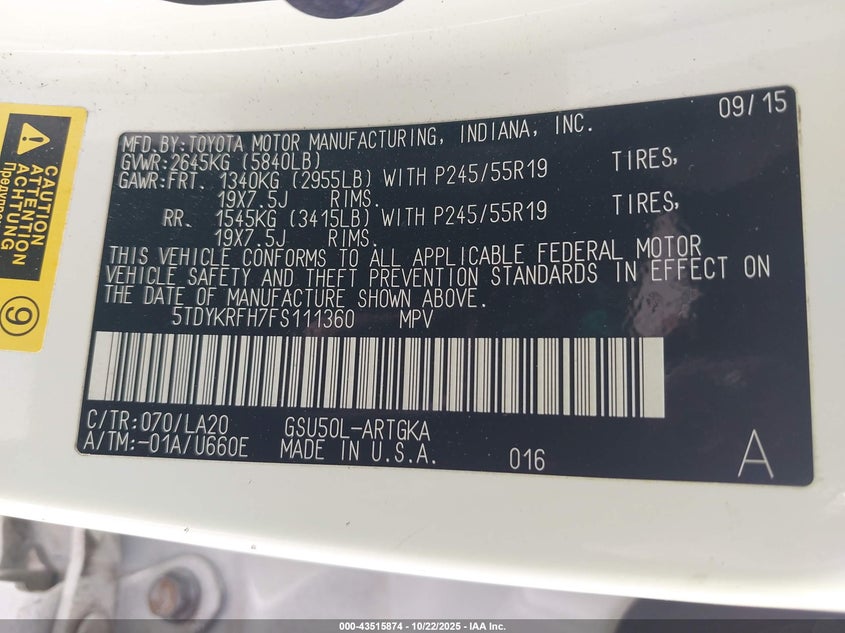 CAUTION
ATTENTION
ACHTUNG
9
09/15
MFD.BY:TOYOTA MOTOR MANUFACTURING, INDIANA, INC.
GVWR:2645KG (5840LB)
GAWR:FRT. 1340KG (2955LB) WITH P245/55R19 TIRES,
19X7.5J RIMS.
RR. 1545KG (3415LB) WITH P245/55R19 TIRES,
19X7.5J RIMS.
THIS VEHICLE CONFORMS TO ALL APPLICABLE FEDERAL MOTOR
VEHICLE SAFETY AND THEFT PREVENTION STANDARDS IN EFFECT ON
THE DATE OF MANUFACTURE SHOWN ABOVE.
5TDYKRFH7FS111360 MPV
C/TR:070/LA20 GSU50L-ARTGKA
A/TM:-01A/U660E MADE IN U.S.A. 016 A
000-43515874 | 10/22/2025 | IAA Inc.